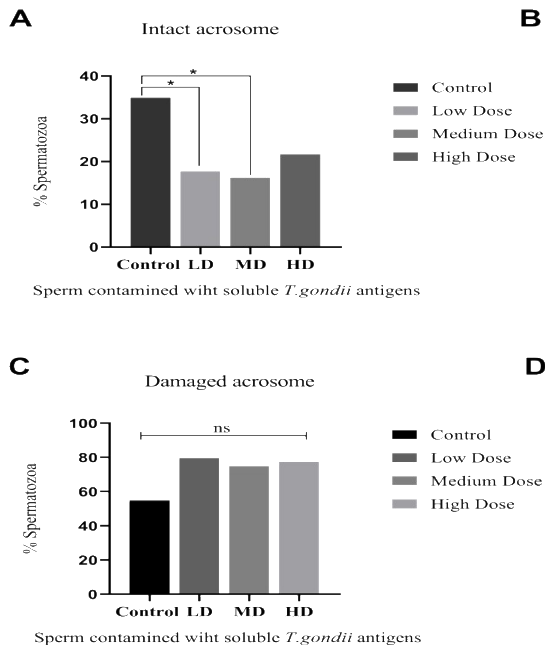 A
B
Intact acrosome
% Spermatozoa
40
30
20
10
0
*
*
Control LD MD HD
Sperm contamined wiht soluble T.gondii antigens
Control
Low Dose
Medium Dose
High Dose
C
D
Damaged acrosome
% Spermatozoa
100
80
60
40
20
0
ns
Control LD MD HD
Sperm contamined wiht soluble T.gondii antigens
Control
Low Dose
Medium Dose
High Dose